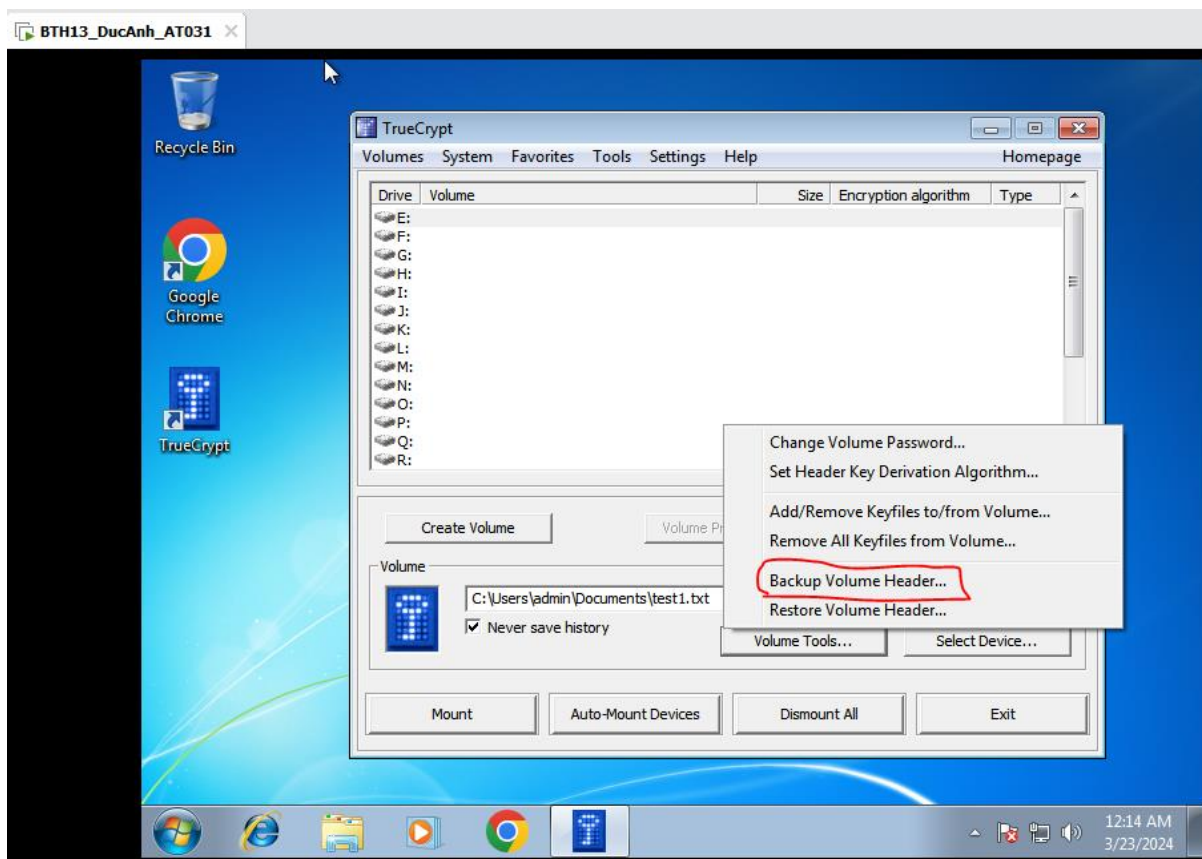 BTH13_DucAnh_AT031
Recycle Bin
Google
Chrome
TrueCrypt
TrueCrypt
Volumes System Favorites Tools Settings Help Homepage
Drive Volume Size Encryption algorithm Type
E:
F:
G:
H:
I:
J:
K:
L:
M:
N:
O:
P:
Q:
R:
Change Volume Password...
Set Header Key Derivation Algorithm...
Add/Remove Keyfiles to/from Volume...
Remove All Keyfiles from Volume...
Backup Volume Header...
Restore Volume Header...
Create Volume Volume Pr
Volume
C:\Users\admin\Documents\test1.txt
Never save history
Volume Tools... Select Device...
Mount Auto-Mount Devices Dismount All Exit
12:14 AM
3/23/2024